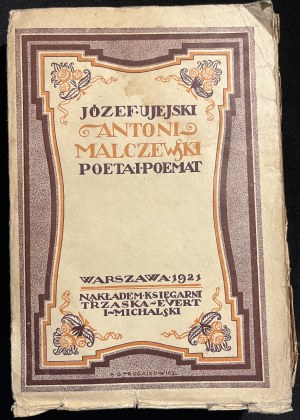 JÓZEF·UJEJSKI
ANTONI
MALCZEWSKI
POETA·I·POEMAT
WARSZAWA·1921
NAKŁADEM·KSIĘGARNI
TRZASKA~EVERT
I~MICHALSKI